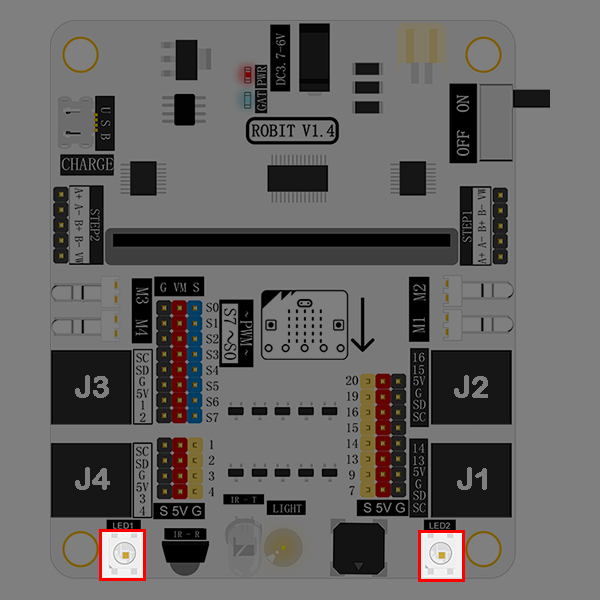 DC3.7-6V
PWR
GAT
ON
OFF
USB
CHARGE
ROBIT V1.4
STEP2
A+ A- B+ B- VW
STEP1
A+ A- B+ B- VW
M3
M4
G VM S
S0
S1
S2
S3
S4
S5
S6
S7
~PWM~
S7~S0
M2
M1
J3
SC
SD
G
5V
1
2
16
15
5V
G
SD
SC
J2
20
19
16
15
14
13
9
7
S 5V G
J4
SC
SD
G
5V
3
4
1
2
3
4
S 5V G
14
13
5V
G
SD
SC
J1
LED1
IR-R
IR-T
LIGHT
LED2